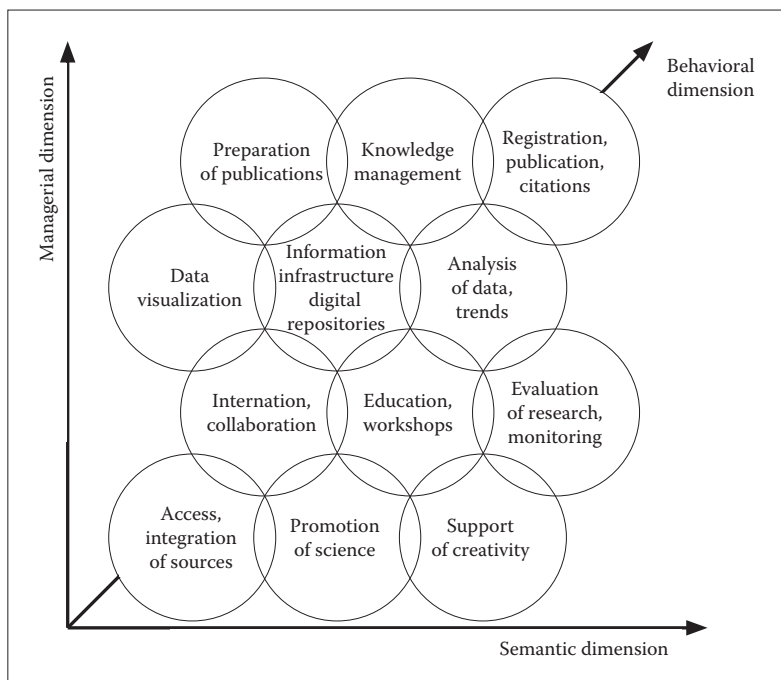 Managerial dimension
Behavioral
dimension
Preparation
of publications
Knowledge
management
Registration,
publication,
citations
Data
visualization
Information
infrastructure
digital
repositories
Analysis
of data,
trends
Internation,
collaboration
Education,
workshops
Evaluation
of research,
monitoring
Access,
integration
of sources
Promotion
of science
Support
of creativity
Semantic dimension